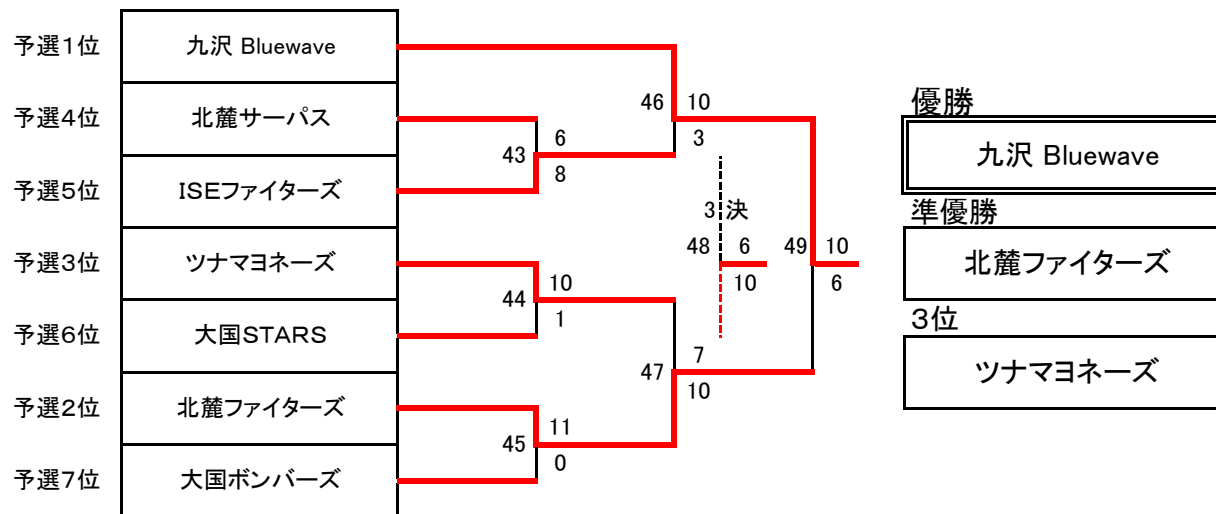 予選1位
九沢 Bluewave
予選4位
北麓サーパス
予選5位
ISEファイターズ
予選3位
ツナマヨネーズ
予選6位
大国STARS
予選2位
北麓ファイターズ
予選7位
大国ボンバーズ
43
6
8
44
10
1
45
11
0
46
10
3
47
7
10
3決
48
6
10
49
10
6
優勝
九沢 Bluewave
準優勝
北麓ファイターズ
3位
ツナマヨネーズ